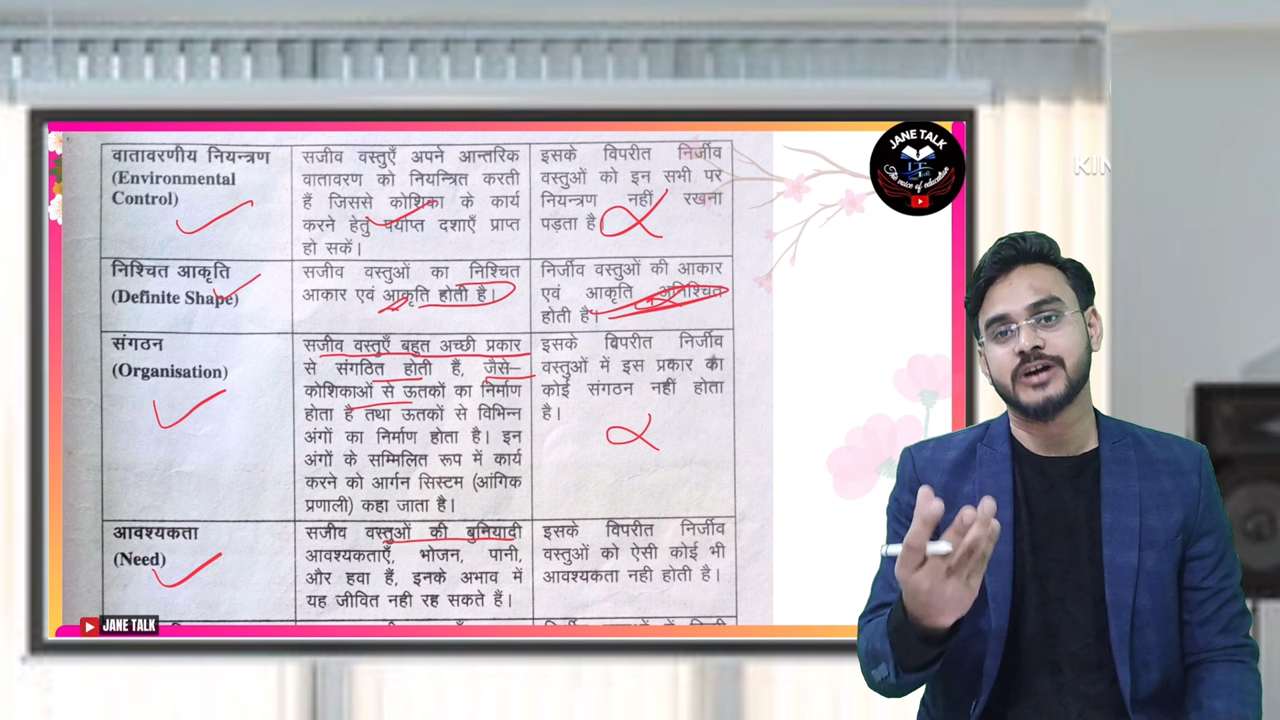 वातावरणीय नियन्त्रण
(Environmental
Control)
सजीव वस्तुएँ अपने आन्तरिक
वातावरण को नियन्त्रित करती
हैं जिससे कोशिका के कार्य
करने हेतु पर्याप्त दशाएँ प्राप्त
हो सकें।
इसके विपरीत निर्जीव
वस्तुओं को इन सभी पर
नियन्त्रण नहीं रखना
पड़ता है
निश्चित आकृति
(Definite Shape)
सजीव वस्तुओं का निश्चित
आकार एवं आकृति होती है।
निर्जीव वस्तुओं की आकार
एवं आकृति अनिश्चित
होती है।
संगठन
(Organisation)
सजीव वस्तुएँ बहुत अच्छी प्रकार
से संगठित होती हैं, जैसे–
कोशिकाओं से ऊतकों का निर्माण
होता है तथा ऊतकों से विभिन्न
अंगों का निर्माण होता है। इन
अंगों के सम्मिलित रूप में कार्य
करने को आर्गन सिस्टम (आंगिक
प्रणाली) कहा जाता है।
इसके विपरीत निर्जीव
वस्तुओं में इस प्रकार का
कोई संगठन नहीं होता
है।
आवश्यकता
(Need)
सजीव वस्तुओं की बुनियादी
आवश्यकताएँ, भोजन, पानी,
और हवा हैं, इनके अभाव में
यह जीवित नही रह सकते हैं।
इसके विपरीत निर्जीव
वस्तुओं को ऐसी कोई भी
आवश्यकता नही होती है।
JANE TALK
The voice of education
JANE TALK